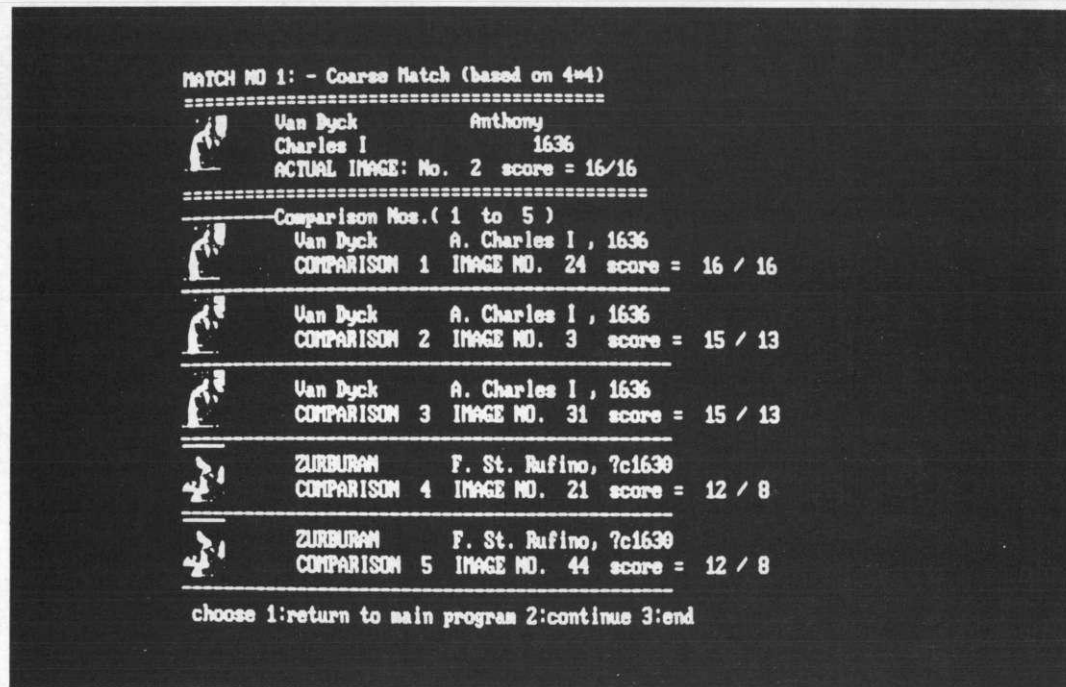 MATCH NO 1: - Coarse Match (based on 4*4)
==========================================
Van Dyck Anthony
Charles I 1636
ACTUAL IMAGE: No. 2 score = 16/16
==============================================
----------Comparison Nos.( 1 to 5 )
Van Dyck A. Charles I , 1636
COMPARISON 1 IMAGE NO. 24 score = 16 / 16
Van Dyck A. Charles I , 1636
COMPARISON 2 IMAGE NO. 3 score = 15 / 13
Van Dyck A. Charles I , 1636
COMPARISON 3 IMAGE NO. 31 score = 15 / 13
ZURBURAN F. St. Rufino, ?c1630
COMPARISON 4 IMAGE NO. 21 score = 12 / 8
ZURBURAN F. St. Rufino, ?c1630
COMPARISON 5 IMAGE NO. 44 score = 12 / 8
choose 1:return to main program 2:continue 3:end